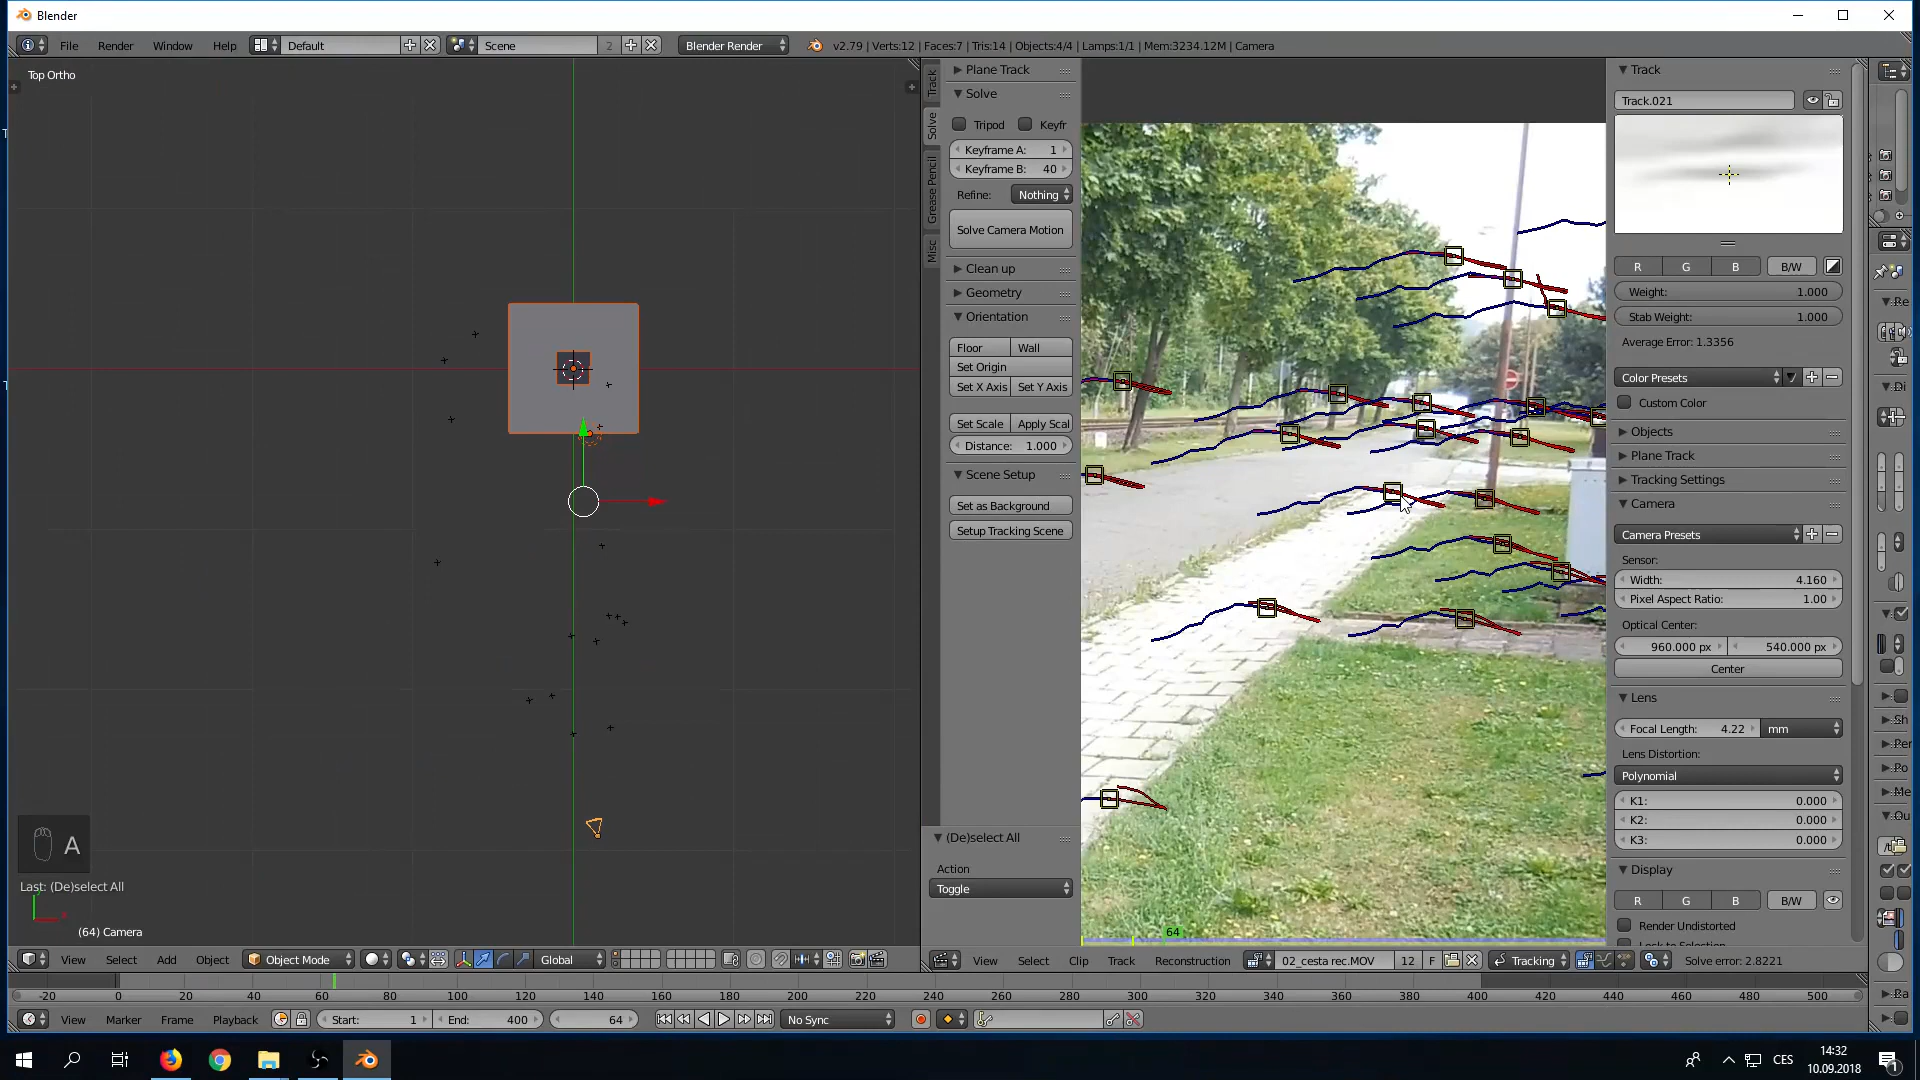 Blender
File Render Window Help Default Scene 2 Blender Render v2.79 | Verts:12 | Faces:7 | Tris:14 | Objects:4/4 | Lamps:1/1 | Mem:3234.12M | Camera
Top Ortho
A
Last: (De)select All
(64) Camera
View Select Add Object Object Mode Global
Track
Solve
Grease Pencil
Misc
Plane Track
Solve
Tripod Keyfr
Keyframe A: 1
Keyframe B: 40
Refine: Nothing
Solve Camera Motion
Clean up
Geometry
Orientation
Floor Wall
Set Origin
Set X Axis Set Y Axis
Set Scale Apply Scal
Distance: 1.000
Scene Setup
Set as Background
Setup Tracking Scene
(De)select All
Action
Toggle
64
View Select Clip Track Reconstruction 02_cesta rec.MOV 12 F Tracking Solve error: 2.8221
Track
Track.021
R G B B/W
Weight: 1.000
Stab Weight: 1.000
Average Error: 1.3356
Color Presets
Custom Color
Objects
Plane Track
Tracking Settings
Camera
Camera Presets
Sensor:
Width: 4.160
Pixel Aspect Ratio: 1.00
Optical Center:
960.000 px 540.000 px
Center
Lens
Focal Length: 4.22 mm
Lens Distortion:
Polynomial
K1: 0.000
K2: 0.000
K3: 0.000
Display
R G B B/W
Render Undistorted
Lock to Selection
-20 0 20 40 60 80 100 120 140 160 180 200 220 240 260 280 300 320 340 360 380 400 420 440 460 480 500
View Marker Frame Playback Start: 1 End: 400 64 No Sync
CES
14:32
10.09.2018
1